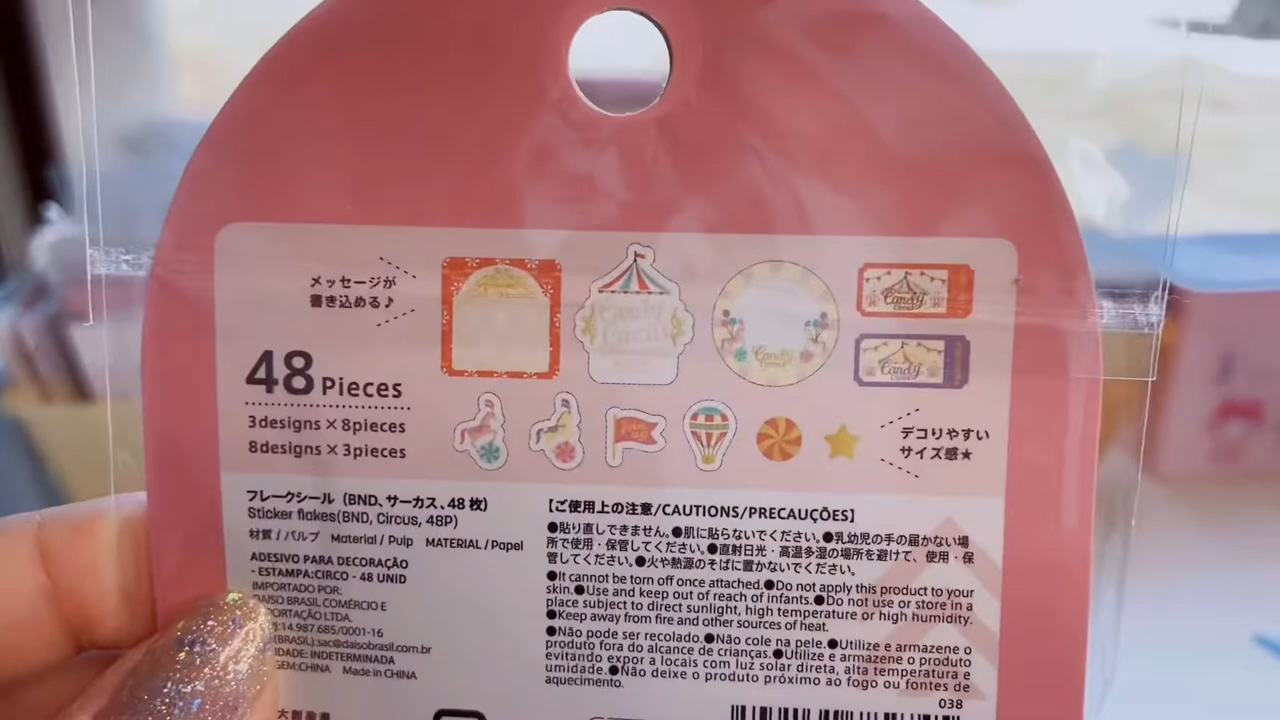 メッセージが
書き込める♪
48 Pieces
3designs×8pieces
8designs×3pieces
Candy
Circus
Candy
Candy
Candy
Join
us!
デコりやすい
サイズ感★
フレークシール（BND、サーカス、48枚）
Sticker flakes(BND, Circus, 48P)
材質 / パルプ Material / Pulp MATERIAL / Papel
ADESIVO PARA DECORAÇÃO
- ESTAMPA:CIRCO - 48 UNID
IMPORTADO POR:
DAISO BRASIL COMÉRCIO E
PORTAÇÃO LTDA.
:14.987.685/0001-16
(BRASIL):sac@daisobrasil.com.br
IDADE: INDETERMINADA
GEM:CHINA Made in CHINA
【ご使用上の注意/CAUTIONS/PRECAUÇÕES】
●貼り直しできません。●肌に貼らないでください。●乳幼児の手の届かない場
所で使用・保管してください。●直射日光・高温多湿の場所を避けて、使用・保
管してください。●火や熱源のそばに置かないでください。
●It cannot be torn off once attached.●Do not apply this product to your
skin.●Use and keep out of reach of infants.●Do not use or store in a
place subject to direct sunlight, high temperature or high humidity.
●Keep away from fire and other sources of heat.
●Não pode ser recolado.●Não cole na pele.●Utilize e armazene o
produto fora do alcance de crianças.●Utilize e armazene o produto
evitando expor a locais com luz solar direta, alta temperatura e
umidade.●Não deixe o produto próximo ao fogo ou fontes de
aquecimento.
038